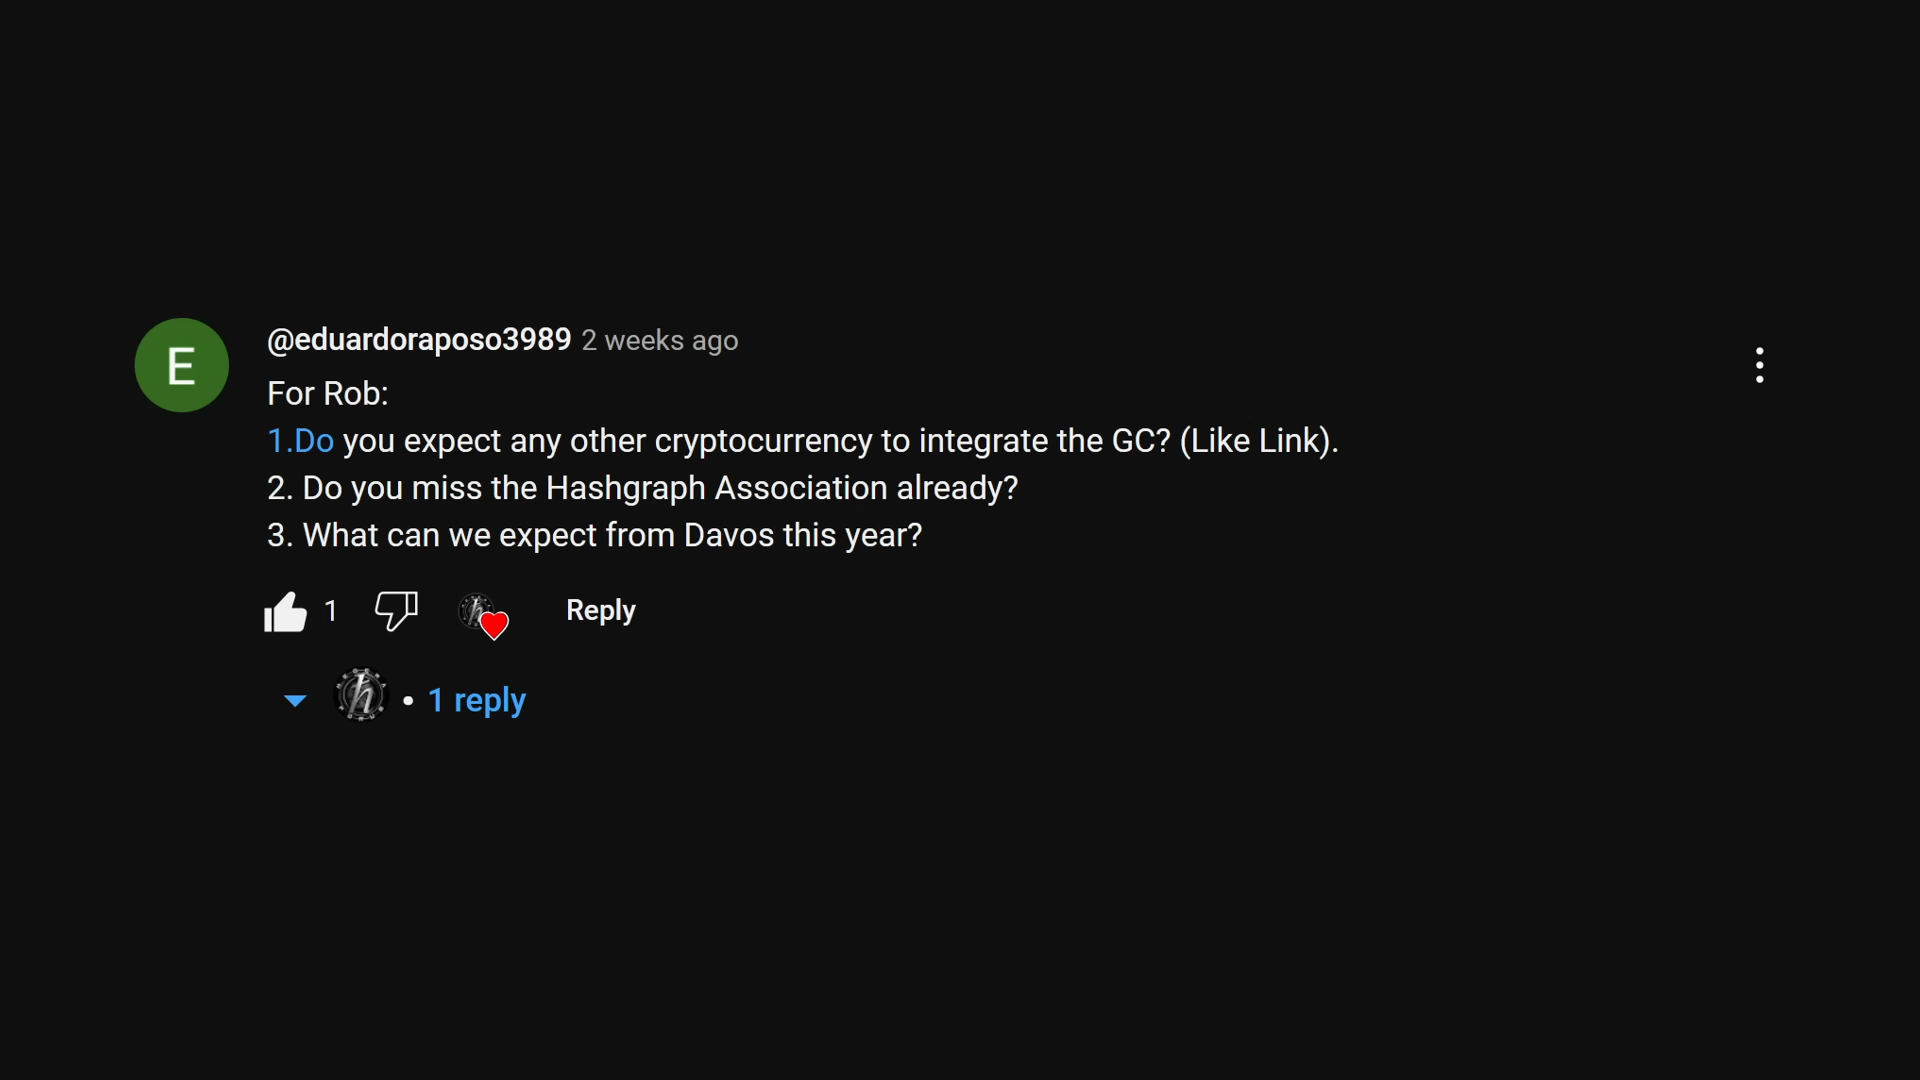 E
@eduardoraposo3989 2 weeks ago
For Rob:
1.Do you expect any other cryptocurrency to integrate the GC? (Like Link).
2. Do you miss the Hashgraph Association already?
3. What can we expect from Davos this year?
1 Reply
• 1 reply